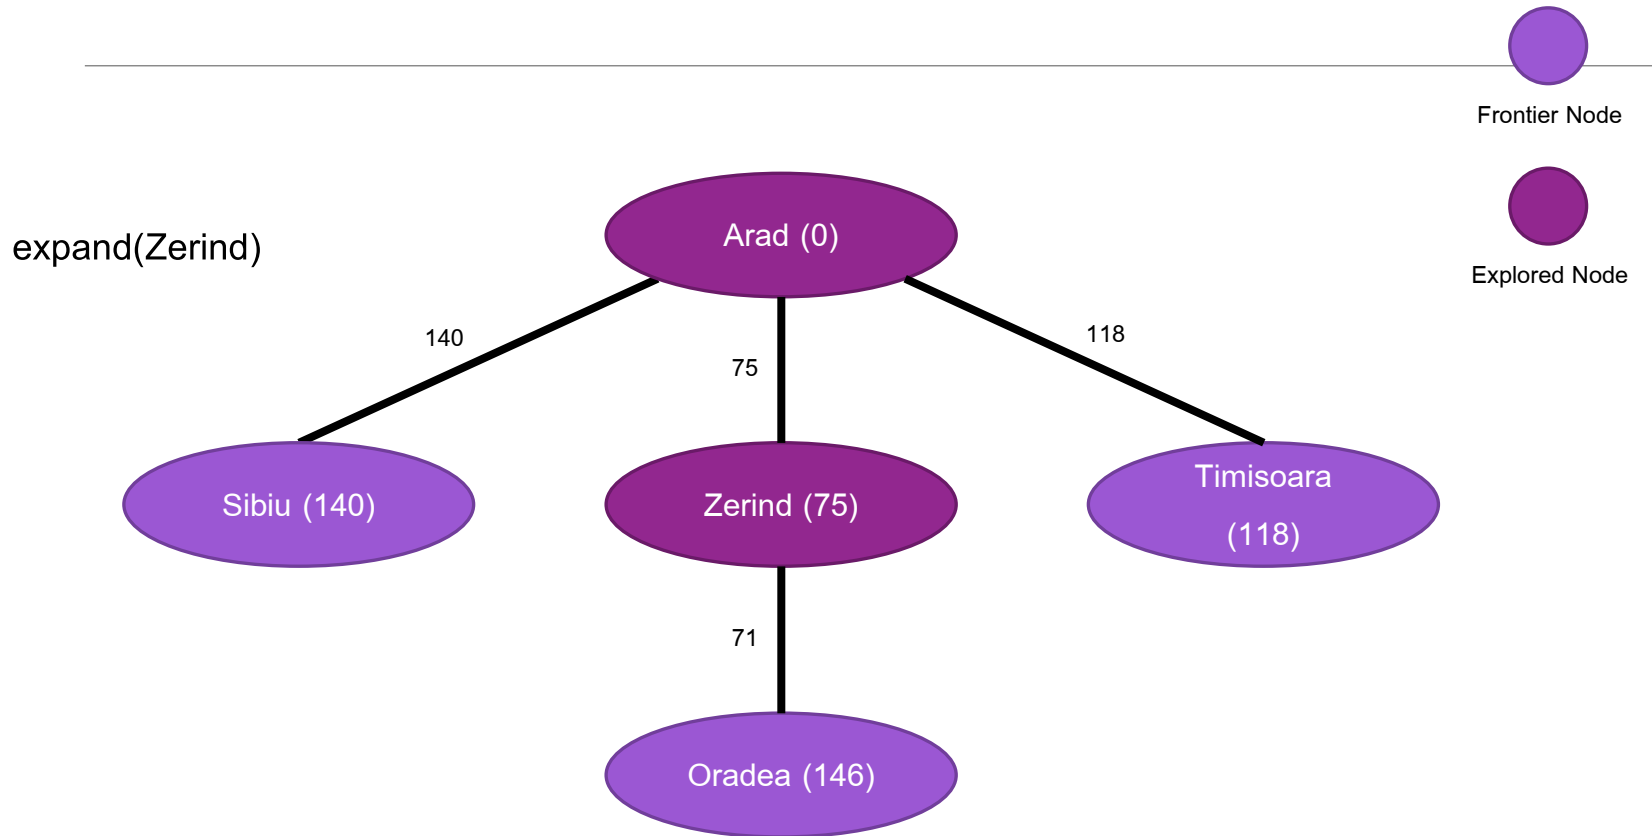 Frontier Node
Explored Node
expand(Zerind)
Arad (0)
140
75
118
Sibiu (140)
Zerind (75)
Timisoara
(118)
71
Oradea (146)